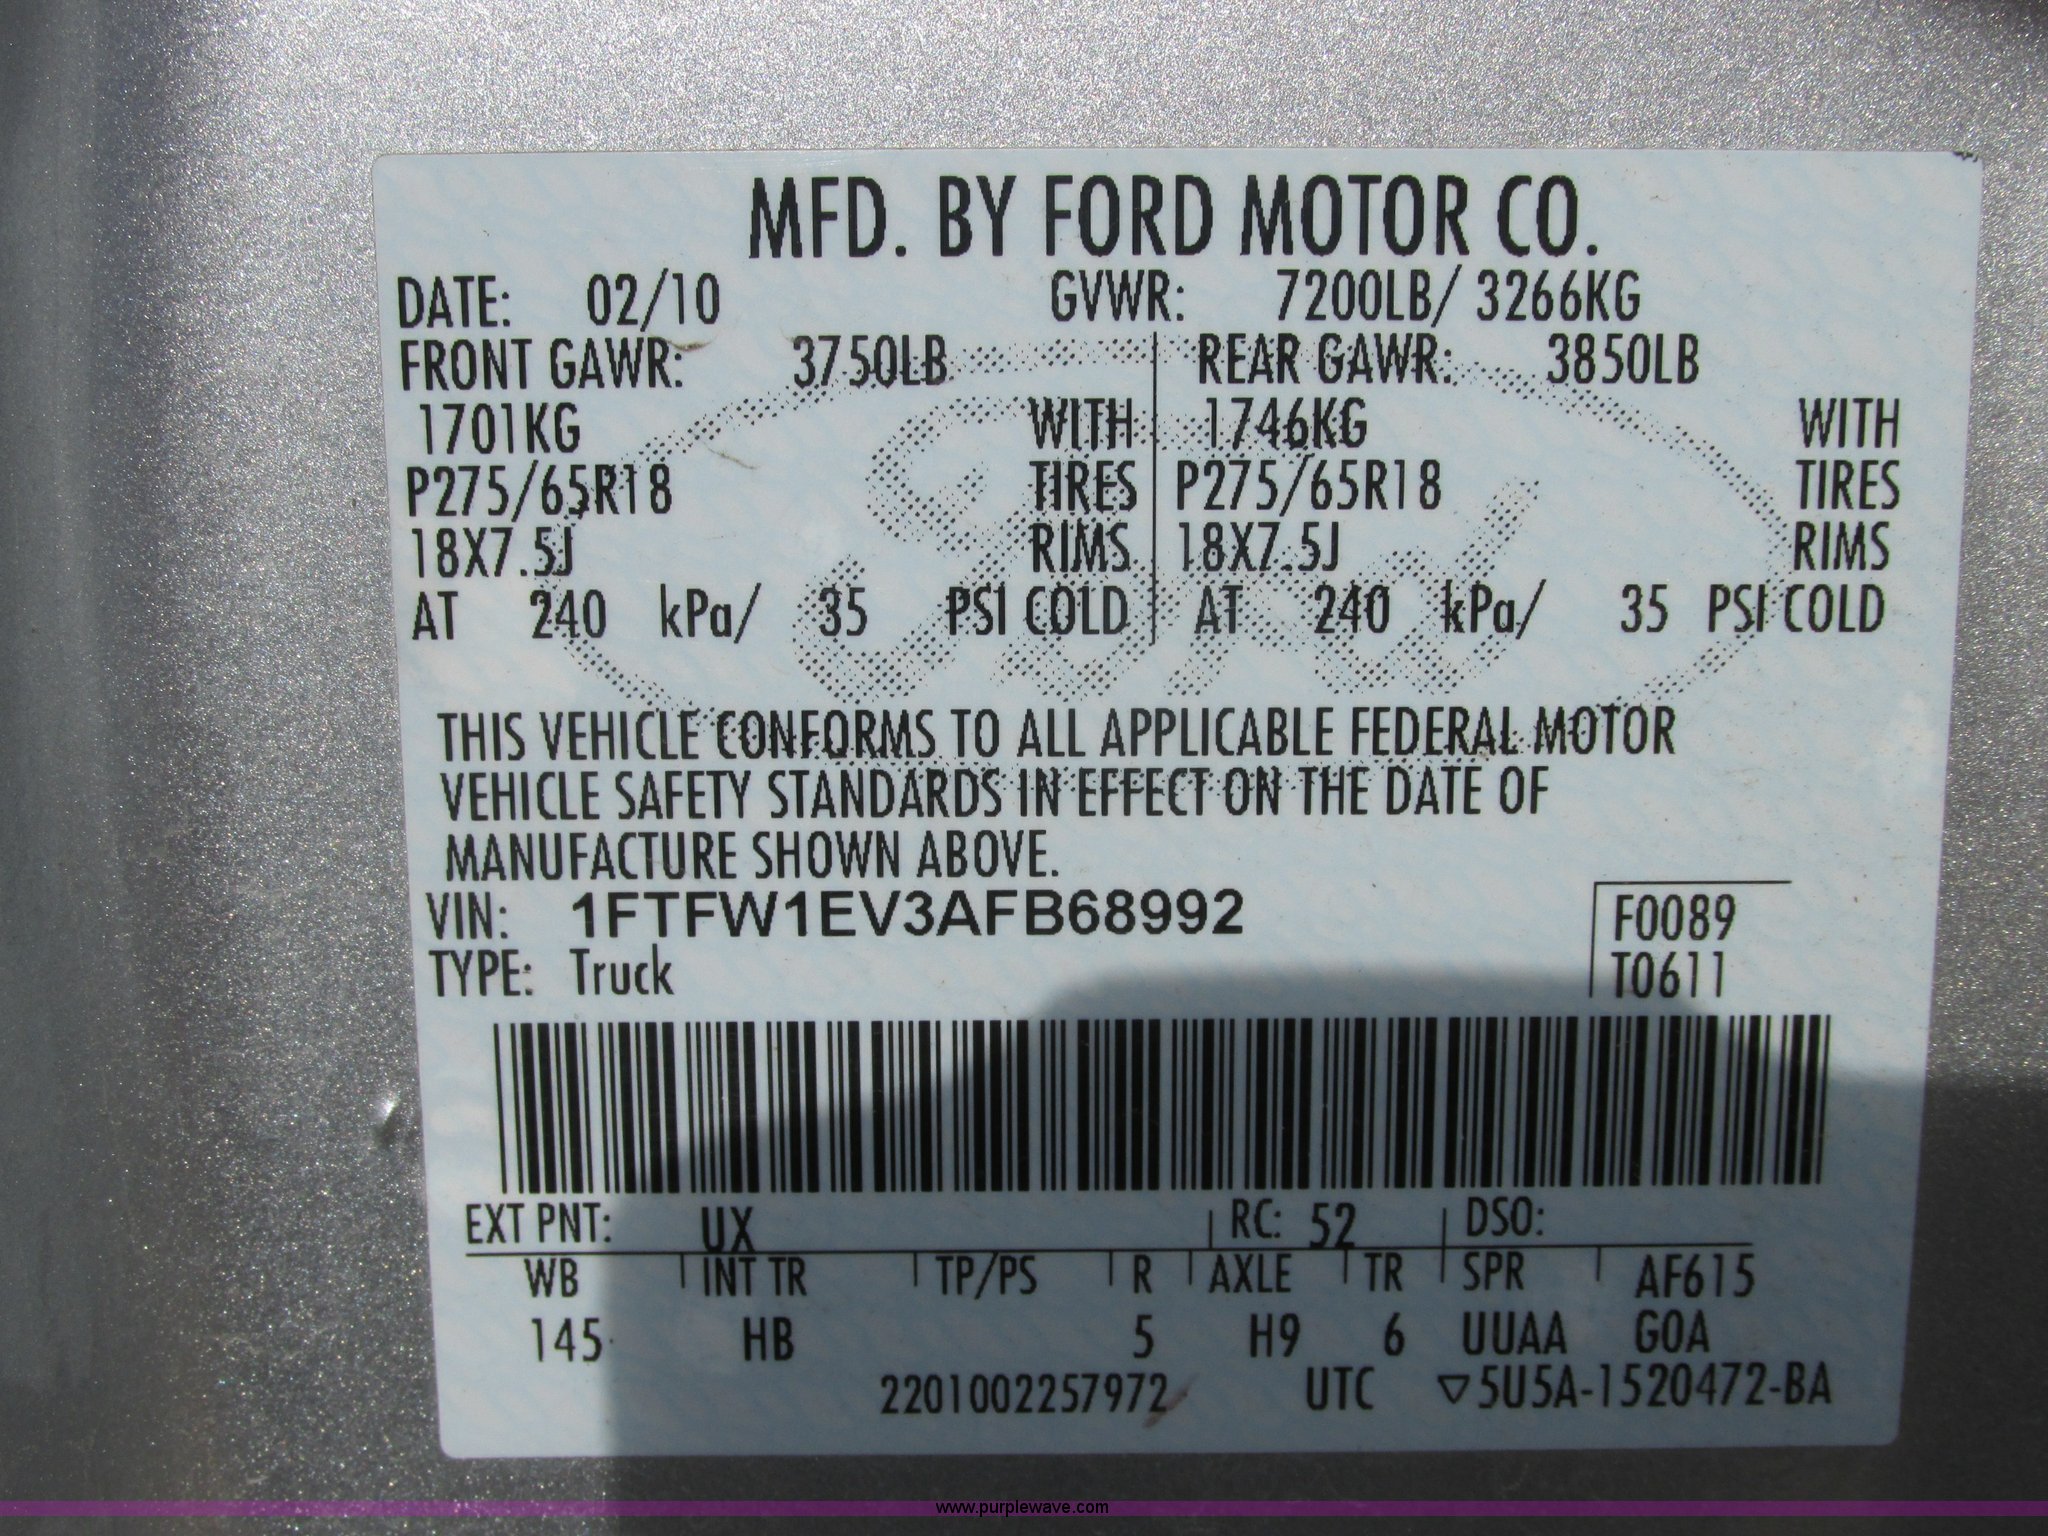 MFD. BY FORD MOTOR CO.
DATE: 02/10 GVWR: 7200LB/ 3266KG
FRONT GAWR: 3750LB REAR GAWR: 3850LB
1701KG WITH 1746KG WITH
P275/65R18 TIRES P275/65R18 TIRES
18X7.5J RIMS 18X7.5J RIMS
AT 240 kPa/ 35 PSI COLD AT 240 kPa/ 35 PSI COLD
Ford
THIS VEHICLE CONFORMS TO ALL APPLICABLE FEDERAL MOTOR
VEHICLE SAFETY STANDARDS IN EFFECT ON THE DATE OF
MANUFACTURE SHOWN ABOVE.
VIN: 1FTFW1EV3AFB68992 F0089
TYPE: Truck T0611
EXT PNT: UX RC: 52 DSO:
WB INT TR TP/PS R AXLE TR SPR AF615
145 HB 5 H9 6 UUAA GOA
2201002257972 UTC ▽5U5A-1520472-BA
www.purplewave.com